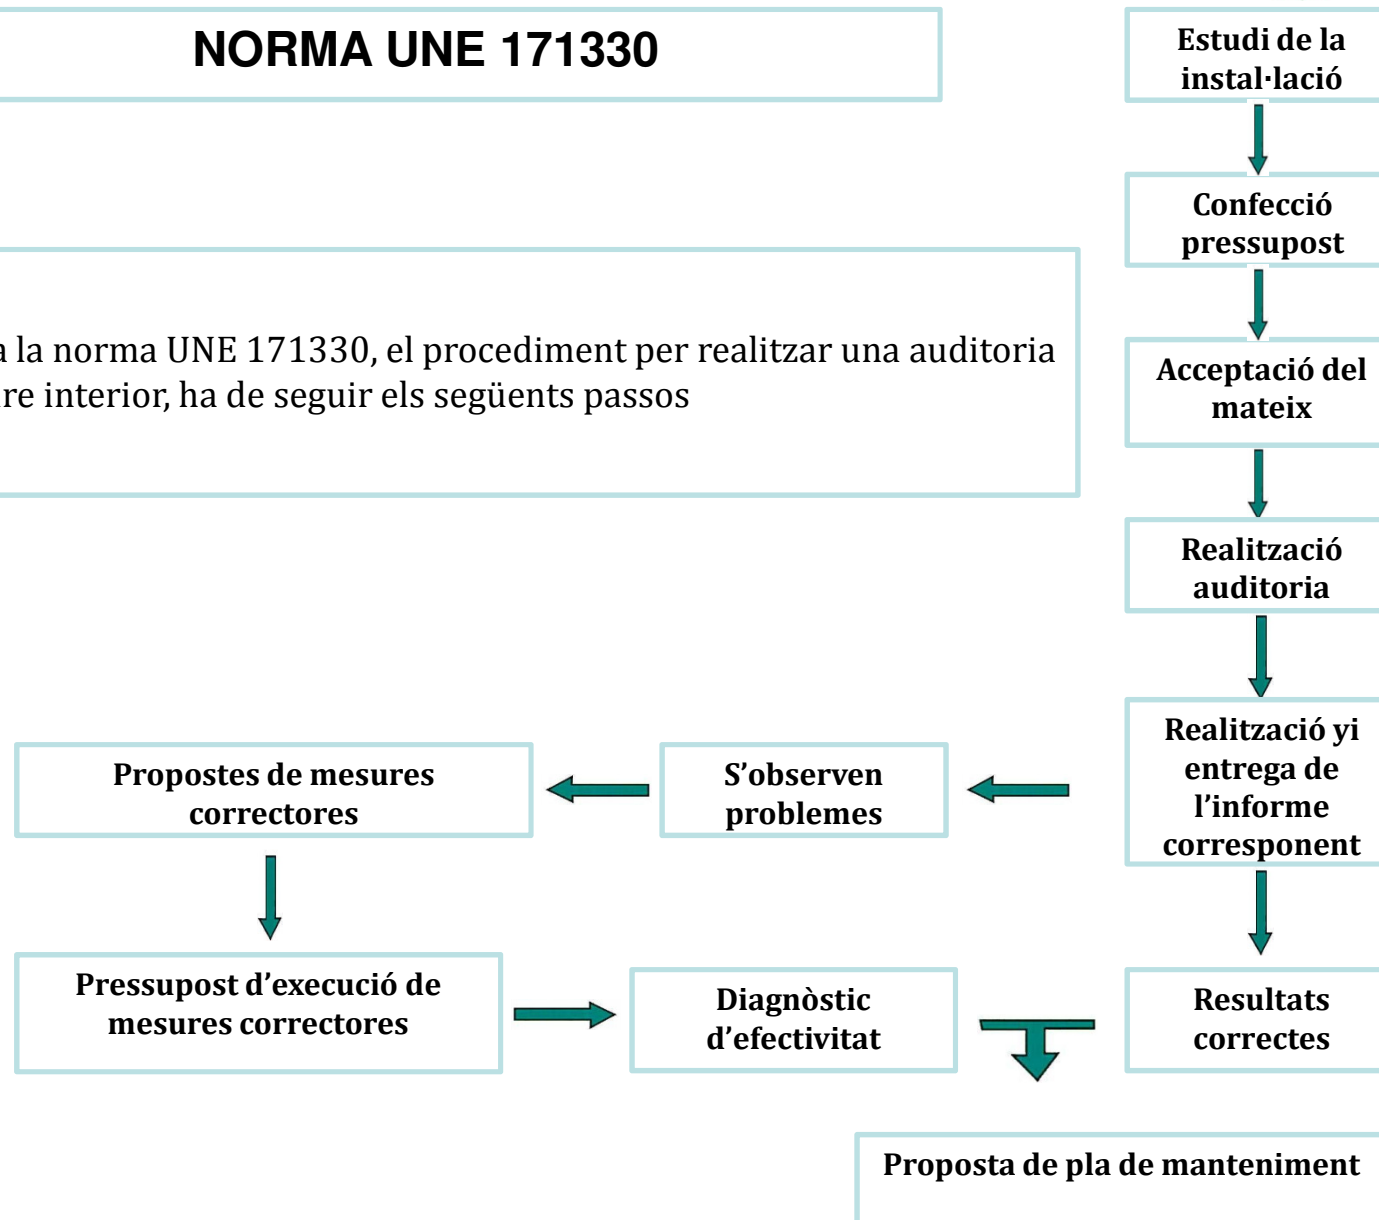 NORMA UNE 171330
Estudi de la
instal·lació
Confecció
pressupost
a la norma UNE 171330, el procediment per realitzar una auditoria
interior, ha de seguir els següents passos
Acceptació del
mateix
Realització
auditoria
Realització yi
entrega de
l’informe
corresponent
S’observen
problemes
Propostes de mesures
correctores
Pressupost d’execució de
mesures correctores
Diagnòstic
d’efectivitat
Resultats
correctes
Proposta de pla de manteniment